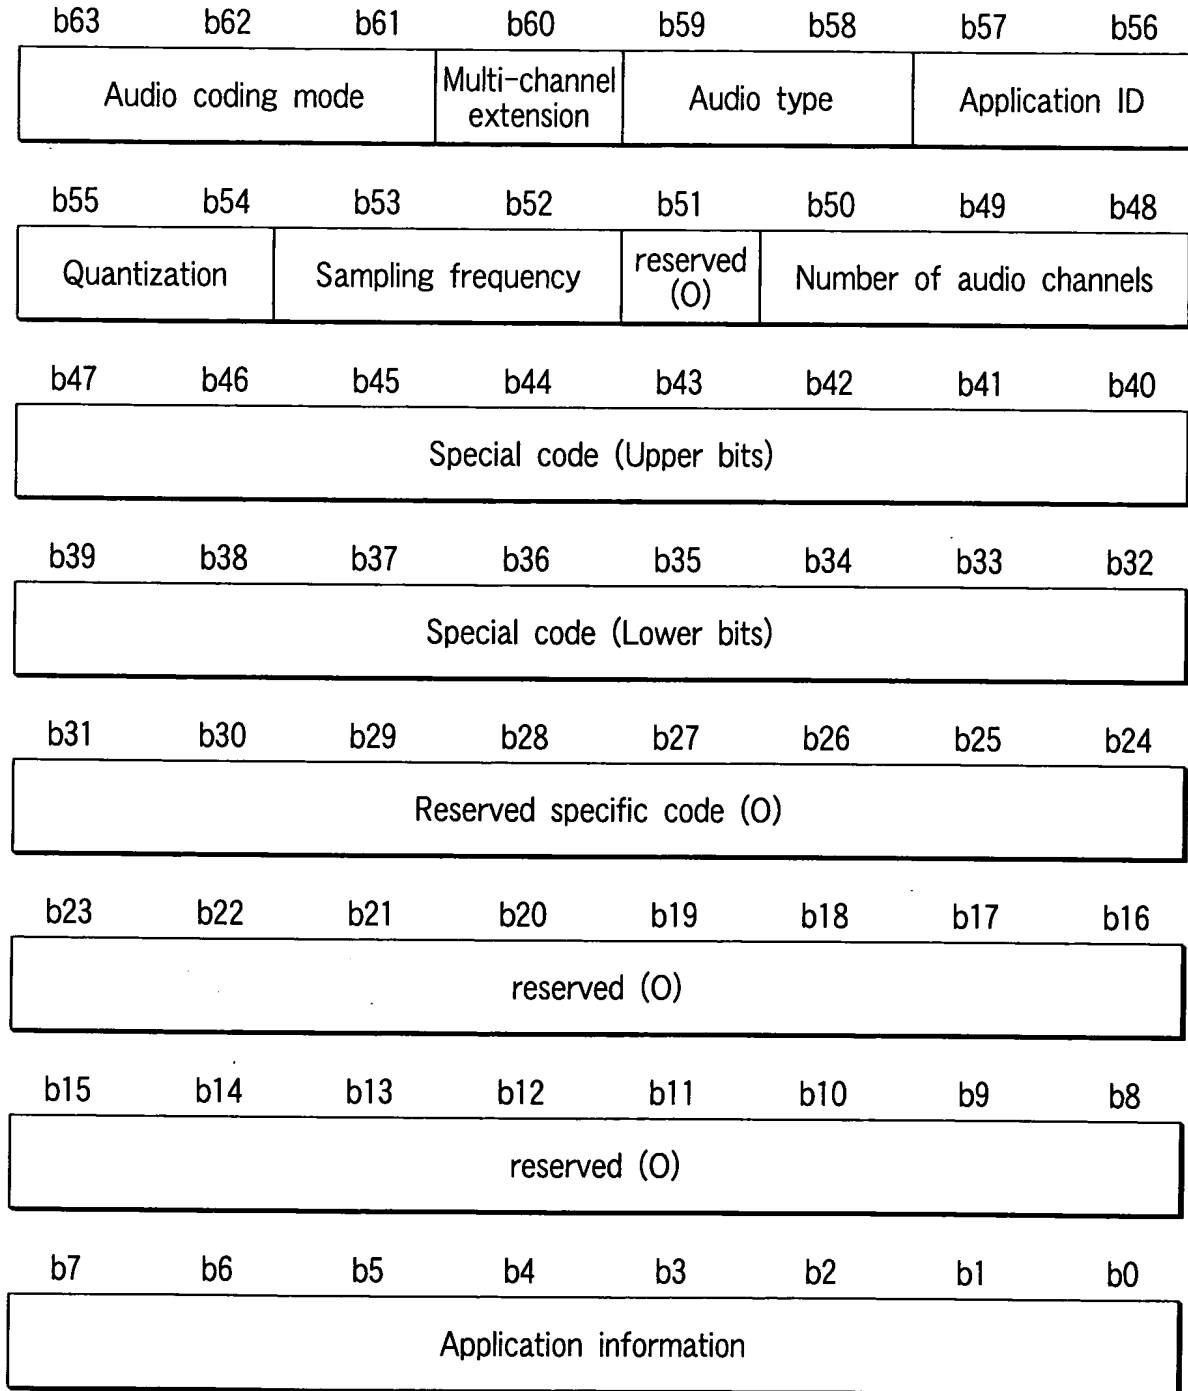 b63 b62 b61 b60 b59 b58 b57 b56
Audio coding mode Multi-channel extension Audio type Application ID
b55 b54 b53 b52 b51 b50 b49 b48
Quantization Sampling frequency reserved (O) Number of audio channels
b47 b46 b45 b44 b43 b42 b41 b40
Special code (Upper bits)
b39 b38 b37 b36 b35 b34 b33 b32
Special code (Lower bits)
b31 b30 b29 b28 b27 b26 b25 b24
Reserved specific code (O)
b23 b22 b21 b20 b19 b18 b17 b16
reserved (O)
b15 b14 b13 b12 b11 b10 b9 b8
reserved (O)
b7 b6 b5 b4 b3 b2 b1 b0
Application information